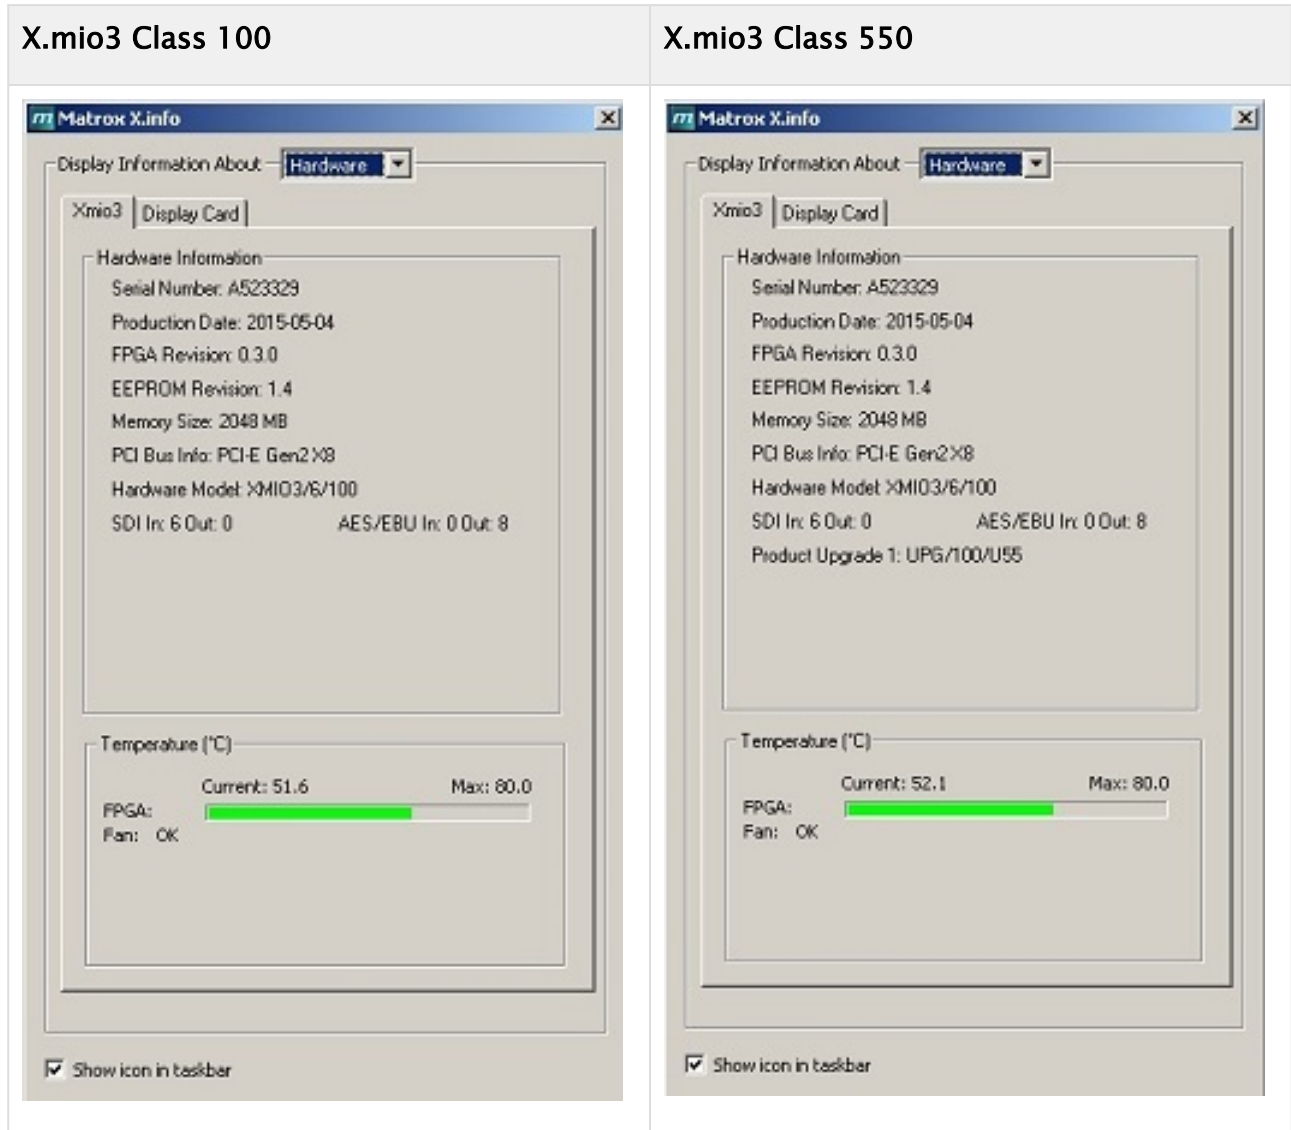 X.mio3 Class 100
Matrox X.info
Display Information About Hardware
Xmio3 Display Card
Hardware Information
Serial Number: A523329
Production Date: 2015-05-04
FPGA Revision: 0.3.0
EEPROM Revision: 1.4
Memory Size: 2048 MB
PCI Bus Info: PCI-E Gen2 X8
Hardware Model: XMIO3/6/100
SDI In: 6 Out: 0 AES/EBU In: 0 Out: 8
Temperature (°C)
Current: 51.6 Max: 80.0
FPGA:
Fan: OK
Show icon in taskbar
X.mio3 Class 550
Matrox X.info
Display Information About Hardware
Xmio3 Display Card
Hardware Information
Serial Number: A523329
Production Date: 2015-05-04
FPGA Revision: 0.3.0
EEPROM Revision: 1.4
Memory Size: 2048 MB
PCI Bus Info: PCI-E Gen2 X8
Hardware Model: XMIO3/6/100
SDI In: 6 Out: 0 AES/EBU In: 0 Out: 8
Product Upgrade 1: UPG/100/U55
Temperature (°C)
Current: 52.1 Max: 80.0
FPGA:
Fan: OK
Show icon in taskbar